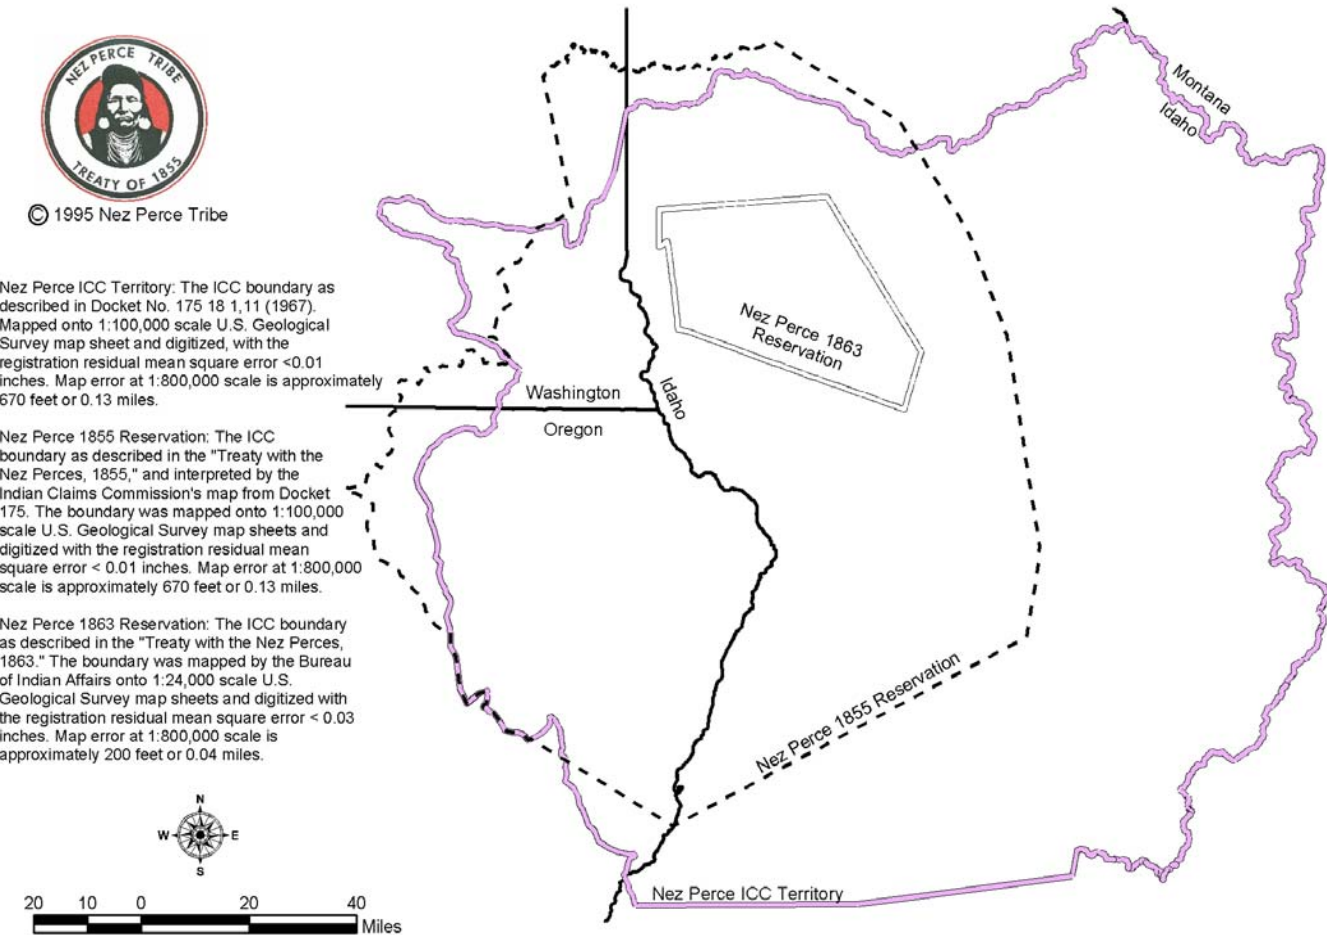 NEZ PERCE TRIBE
TREATY OF 1855
© 1995 Nez Perce Tribe
Nez Perce ICC Territory: The ICC boundary as
described in Docket No. 175 18 1,11 (1967).
Mapped onto 1:100,000 scale U.S. Geological
Survey map sheet and digitized, with the
registration residual mean square error <0.01
inches. Map error at 1:800,000 scale is approximately
670 feet or 0.13 miles.
Nez Perce 1855 Reservation: The ICC
boundary as described in the "Treaty with the
Nez Perces, 1855," and interpreted by the
Indian Claims Commission's map from Docket
175. The boundary was mapped onto 1:100,000
scale U.S. Geological Survey map sheets and
digitized with the registration residual mean
square error < 0.01 inches. Map error at 1:800,000
scale is approximately 670 feet or 0.13 miles.
Nez Perce 1863 Reservation: The ICC boundary
as described in the "Treaty with the Nez Perces,
1863." The boundary was mapped by the Bureau
of Indian Affairs onto 1:24,000 scale U.S.
Geological Survey map sheets and digitized with
the registration residual mean square error < 0.03
inches. Map error at 1:800,000 scale is
approximately 200 feet or 0.04 miles.
N
W E
S
20 10 0 20 40
Miles
Montana
Idaho
Nez Perce 1863
Reservation
Washington
Idaho
Oregon
Nez Perce 1855 Reservation
Nez Perce ICC Territory